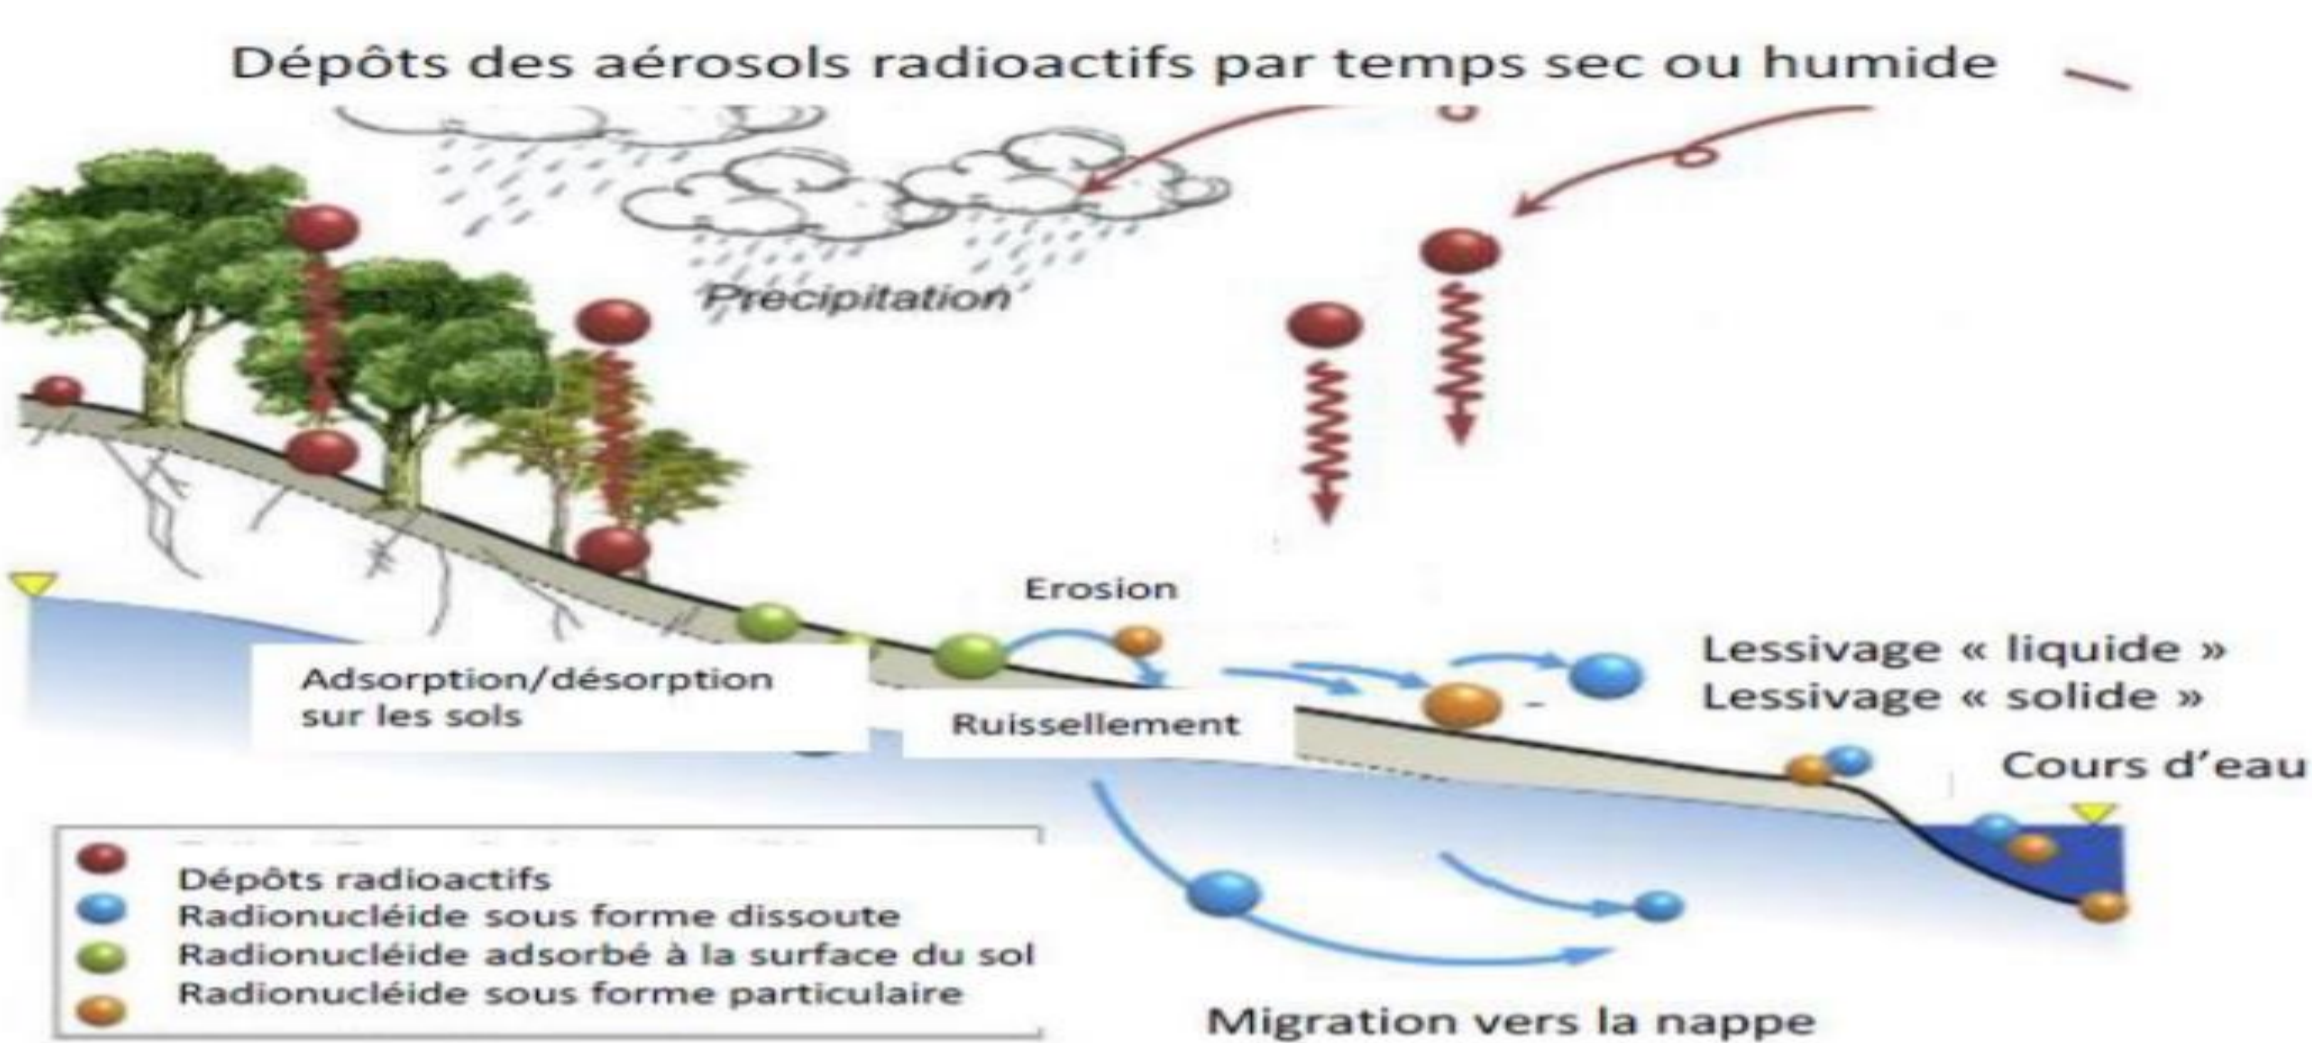 Dépôts des aérosols radioactifs par temps sec ou humide
Précipitation
Erosion
Lessivage « liquide »
Lessivage « solide »
Adsorption/désorption
sur les sols
Ruissellement
Cours d'eau
Dépôts radioactifs
Radionucléide sous forme dissoute
Radionucléide adsorbé à la surface du sol
Radionucléide sous forme particulaire
Migration vers la nappe